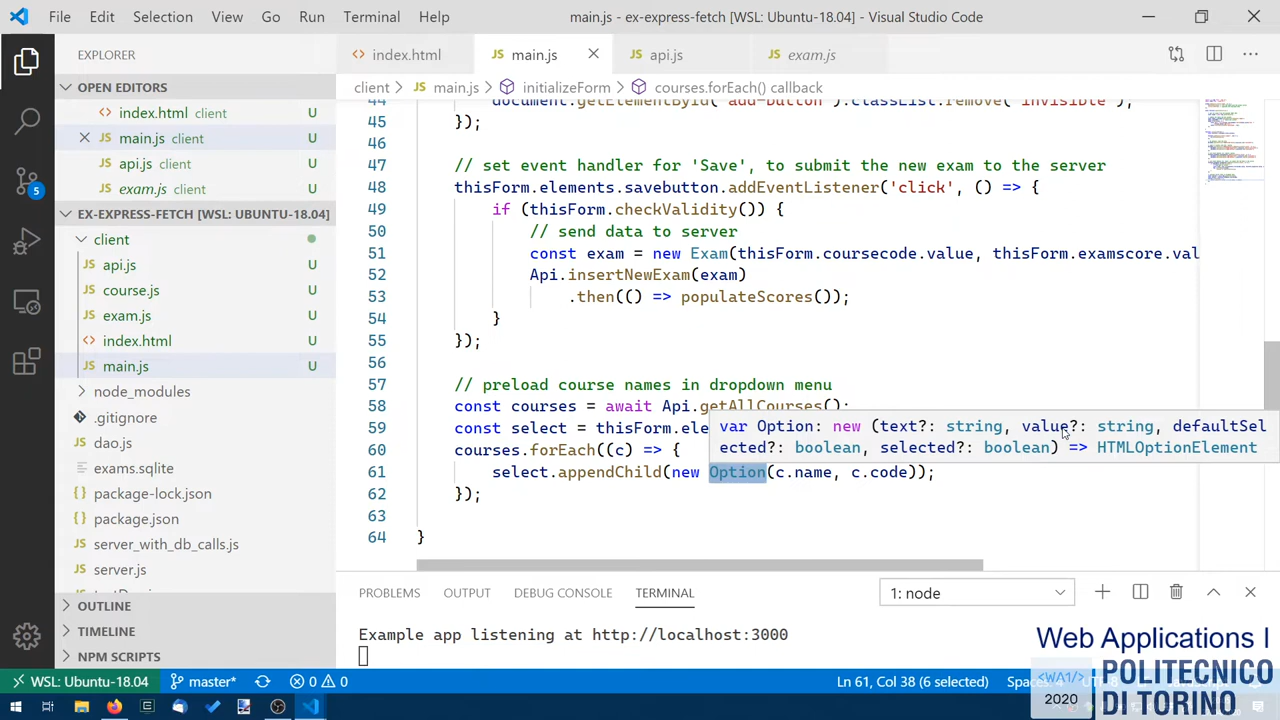 File Edit Selection View Go Run Terminal Help main.js - ex-express-fetch [WSL: Ubuntu-18.04] - Visual Studio Code
EXPLORER
index.html JS main.js JS api.js JS exam.js
OPEN EDITORS
client > JS main.js > initializeForm > courses.forEach() callback
index.html client U
JS main.js client U
JS api.js client U
JS exam.js client U
5
EX-EXPRESS-FETCH [WSL: UBUNTU-18.04]
client
JS api.js U
JS course.js U
JS exam.js U
index.html U
JS main.js U
node_modules
.gitignore
JS dao.js
exams.sqlite
package-lock.json
package.json
JS server_with_db_calls.js
JS server.js
OUTLINE
TIMELINE
NPM SCRIPTS
44 document.getElementById('add-button').classList.remove('invisible');
45 });
46
47 // set event handler for 'Save', to submit the new exam to the server
48 thisForm.elements.savebutton.addEventListener('click', () => {
49 if (thisForm.checkValidity()) {
50 // send data to server
51 const exam = new Exam(thisForm.coursecode.value, thisForm.examscore.val
52 Api.insertNewExam(exam)
53 .then(() => populateScores());
54 }
55 });
56
57 // preload course names in dropdown menu
58 const courses = await Api.getAllCourses();
59 const select = thisForm.ele
60 courses.forEach((c) => {
61 select.appendChild(new Option(c.name, c.code));
62 });
63
64 }
var Option: new (text?: string, value?: string, defaultSel
ected?: boolean, selected?: boolean) => HTMLOptionElement
PROBLEMS OUTPUT DEBUG CONSOLE TERMINAL 1: node
Example app listening at http://localhost:3000
WSL: Ubuntu-18.04 master* 0 0 Ln 61, Col 38 (6 selected)
Web Applications I
<WA1/>
2020
POLITECNICO
DI TORINO